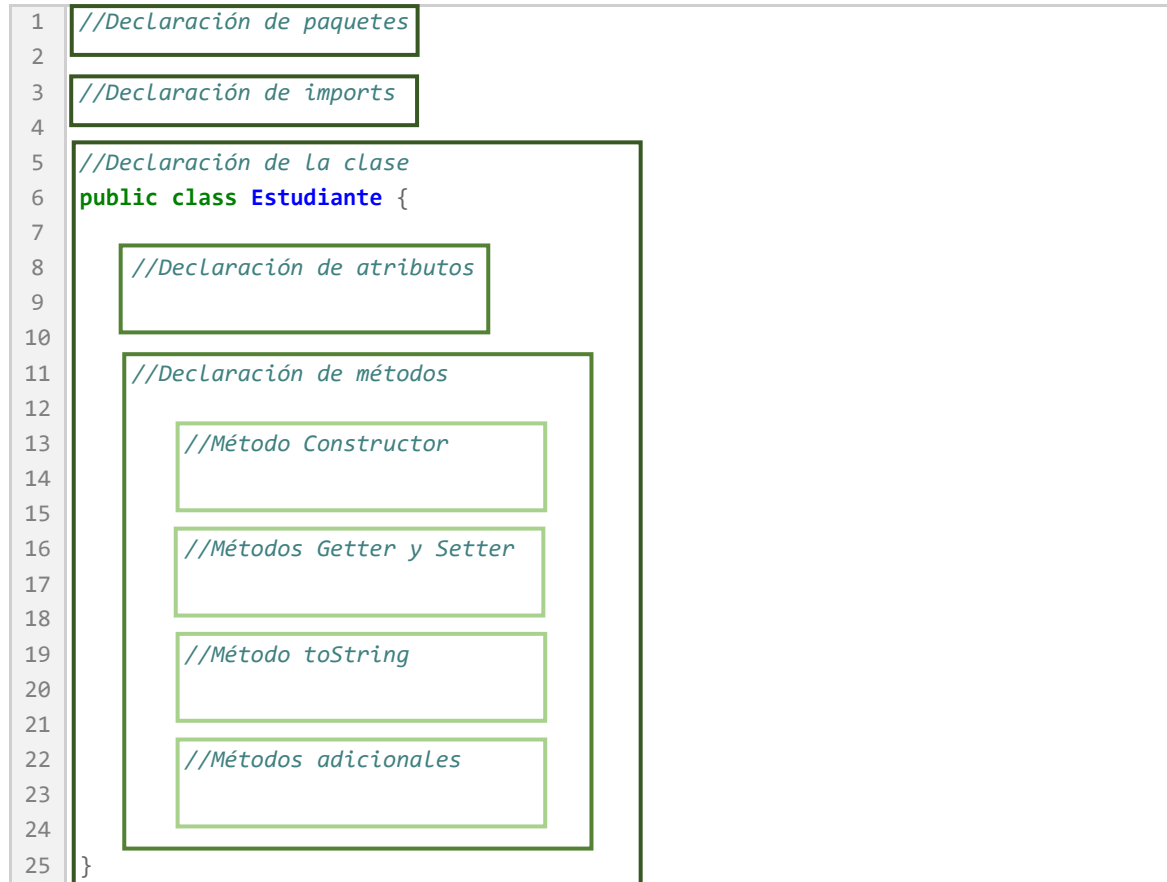 1 //Declaración de paquetes
2
3 //Declaración de imports
4
5 //Declaración de la clase
6 public class Estudiante {
7
8 //Declaración de atributos
9
10
11 //Declaración de métodos
12
13 //Método Constructor
14
15
16 //Métodos Getter y Setter
17
18
19 //Método toString
20
21
22 //Métodos adicionales
23
24
25 }